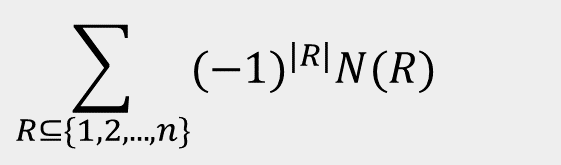 ∑ (−1)^{|R|} N(R)
R⊆{1,2,...,n}